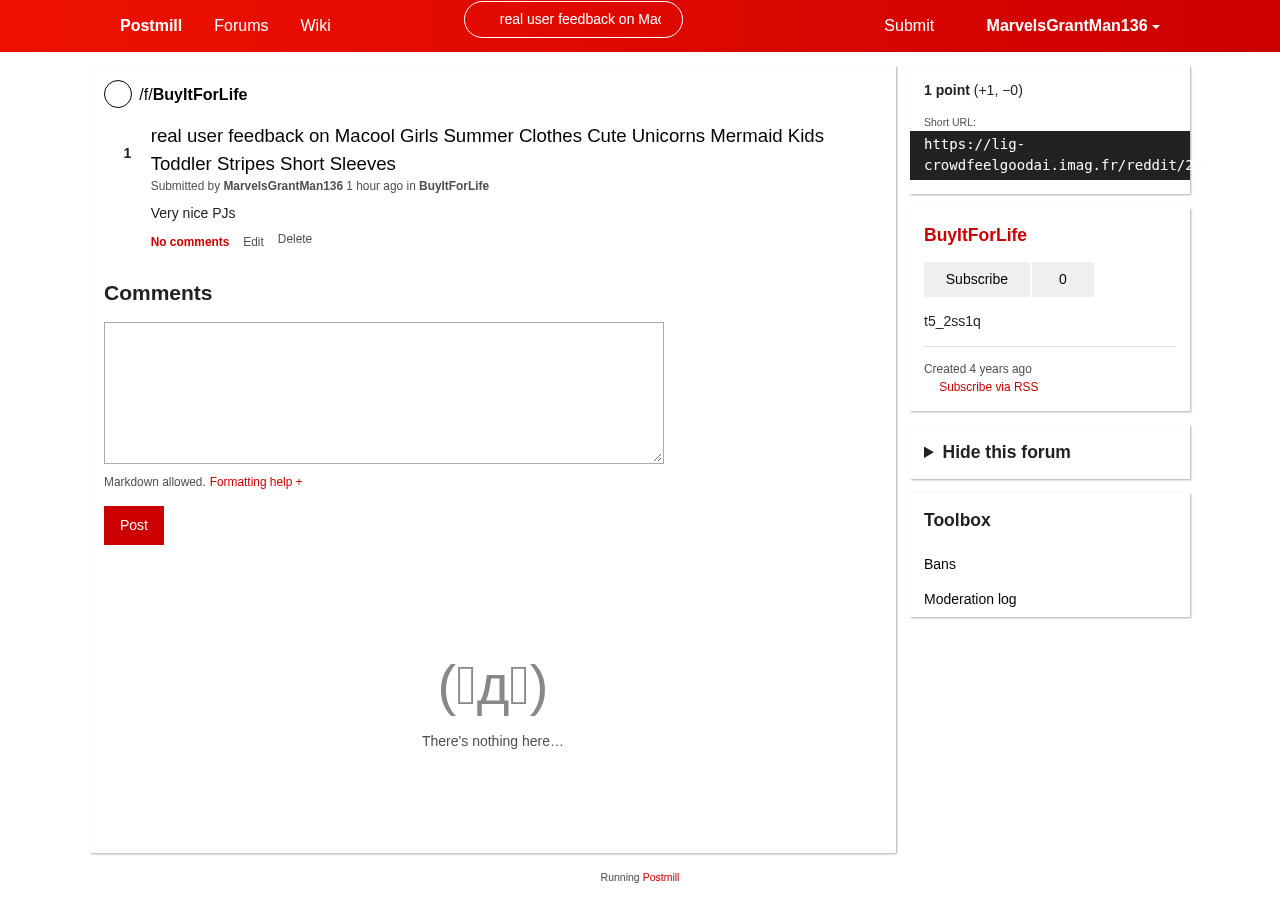 Postmill Forums Wiki real user feedback on Mac Submit MarvelsGrantMan136
/f/BuyItForLife
1
real user feedback on Macool Girls Summer Clothes Cute Unicorns Mermaid Kids
Toddler Stripes Short Sleeves
Submitted by MarvelsGrantMan136 1 hour ago in BuyItForLife
Very nice PJs
No comments Edit Delete
Comments
Markdown allowed. Formatting help +
Post
(д)
There's nothing here…
1 point (+1, −0)
Short URL:
https://lig-
crowdfeelgoodai.imag.fr/reddit/2
BuyItForLife
Subscribe 0
t5_2ss1q
Created 4 years ago
Subscribe via RSS
Hide this forum
Toolbox
Bans
Moderation log
Running Postmill